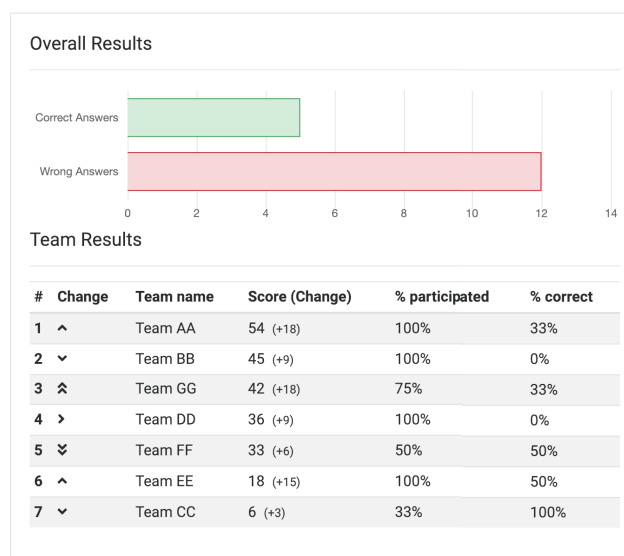 Overall Results
Correct Answers
Wrong Answers
0 2 4 6 8 10 12 14
Team Results
# Change Team name Score (Change) % participated % correct
1 Team AA 54 (+18) 100% 33%
2 Team BB 45 (+9) 100% 0%
3 Team GG 42 (+18) 75% 33%
4 Team DD 36 (+9) 100% 0%
5 Team FF 33 (+6) 50% 50%
6 Team EE 18 (+15) 100% 50%
7 Team CC 6 (+3) 33% 100%